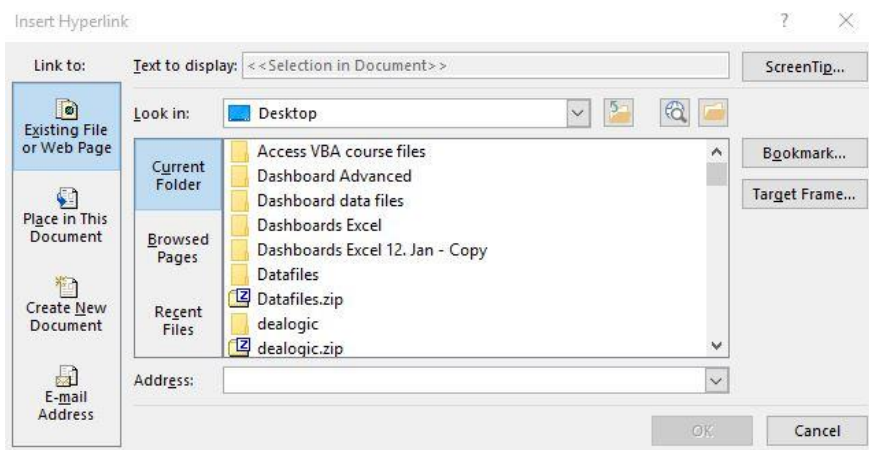 Insert Hyperlink
?
Link to:
Text to display:
<<Selection in Document>>
ScreenTip...
Existing File
or Web Page
Look in:
Desktop
Place in This
Document
Create New
Document
E-mail
Address
Current
Folder
Browsed
Pages
Recent
Files
Access VBA course files
Dashboard Advanced
Dashboard data files
Dashboards Excel
Dashboards Excel 12. Jan - Copy
Datafiles
Datafiles.zip
dealogic
dealogic.zip
Bookmark...
Target Frame...
Address:
OK
Cancel